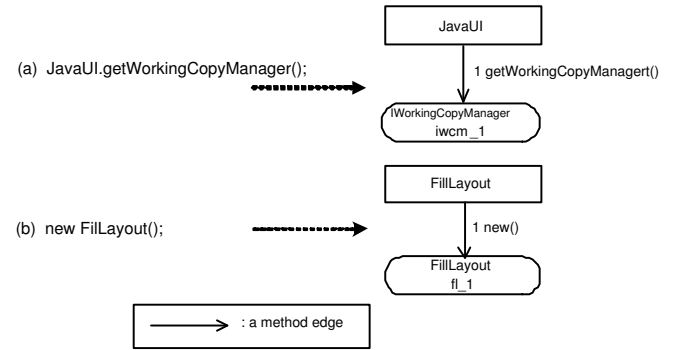 JavaUI
(a) JavaUI.getWorkingCopyManager();
1 getWorkingCopyManagert()
IWorkingCopyManager
iwcm_1
FillLayout
(b) new FilLayout();
1 new()
FillLayout
fl_1
: a method edge